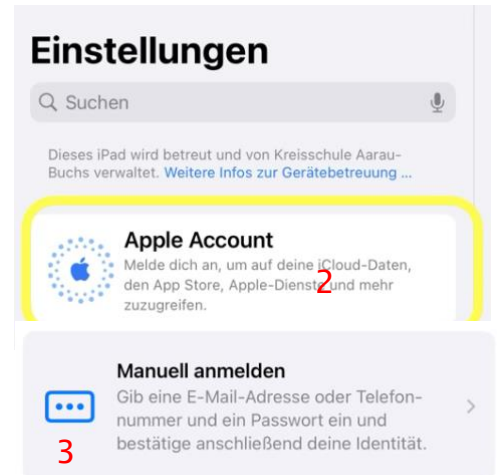 Einstellungen
Suchen
Dieses iPad wird betreut und von Kreisschule Aarau-
Buchs verwaltet. Weitere Infos zur Gerätebetreuung ...
Apple Account
Melde dich an, um auf deine iCloud-Daten,
den App Store, Apple-Dienste und mehr
zuzugreifen.
2
Manuell anmelden
Gib eine E-Mail-Adresse oder Telefon-
nummer und ein Passwort ein und
bestätige anschließend deine Identität.
3